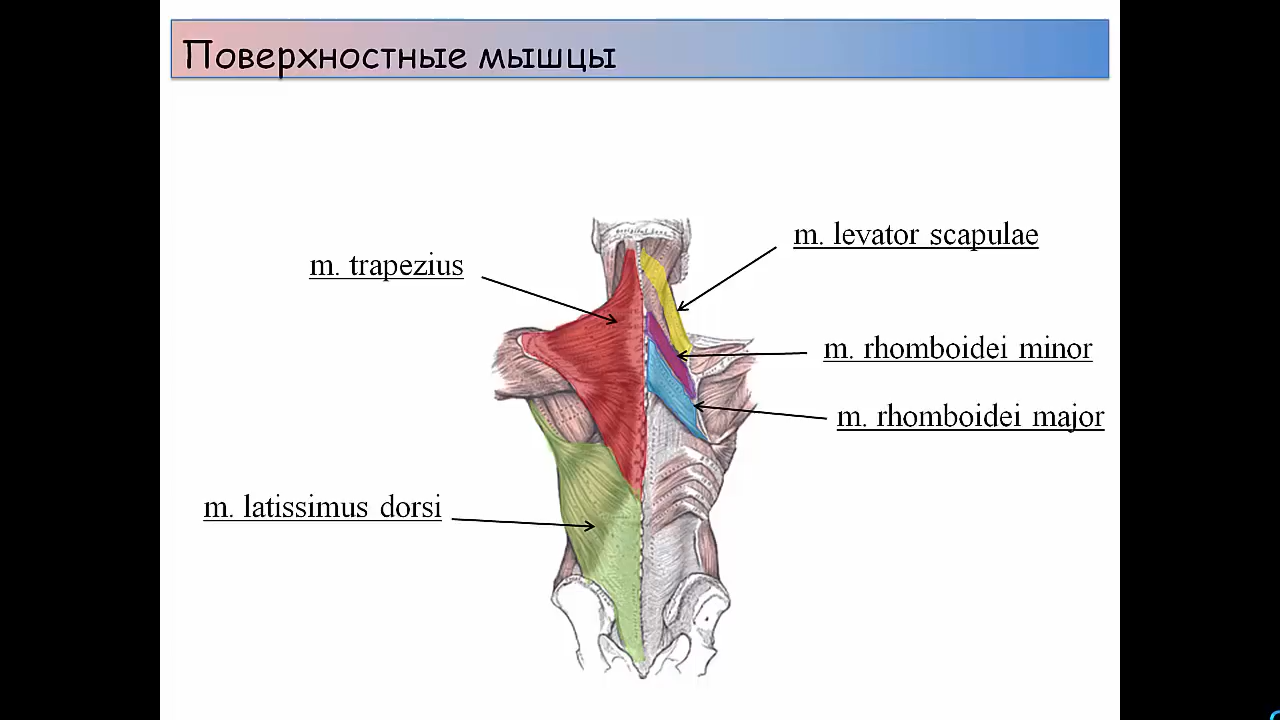 Поверхностные мышцы
m. levator scapulae
m. trapezius
m. rhomboidei minor
m. rhomboidei major
m. latissimus dorsi